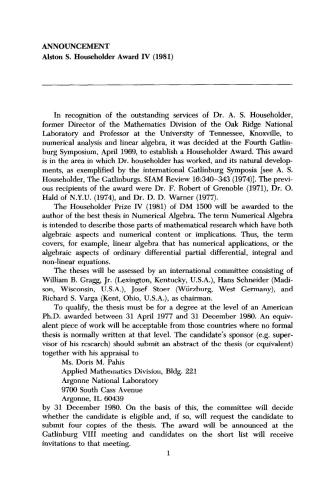 ANNOUNCEMENT
Alston S. Householder Award IV (1981)
In recognition of the outstanding services of Dr. A. S. Householder,
former Director of the Mathematics Division of the Oak Ridge National
Laboratory and Professor at the University of Tennessee, Knoxville, to
numerical analysis and linear algebra, it was decided at the Fourth Gatlin-
burg Symposium, April 1969, to establish a Householder Award. This award
is in the area in which Dr. householder has worked, and its natural develop-
ments, as exemplified by the international Gatlinburg Symposia [see A. S.
Householder, The Gatlinburgs. SIAM Review 16:340–343 (1974)]. The previ-
ous recipients of the award were Dr. F. Robert of Grenoble (1971), Dr. O.
Hald of N.Y.U. (1974), and Dr. D. D. Warner (1977).
The Householder Prize IV (1981) of DM 1500 will be awarded to the
author of the best thesis in Numerical Algebra. The term Numerical Algebra
is intended to describe those parts of mathematical research which have both
algebraic aspects and numerical content or implications. Thus, the term
covers, for example, linear algebra that has numerical applications, or the
algebraic aspects of ordinary differential partial differential, integral and
non-linear equations.
The theses will be assessed by an international committee consisting of
William B. Gragg, Jr. (Lexington, Kentucky, U.S.A.), Hans Schneider (Madi-
son, Wisconsin, U.S.A.), Josef Stoer (Würzburg, West Germany), and
Richard S. Varga (Kent, Ohio, U.S.A.), as chairman.
To qualify, the thesis must be for a degree at the level of an American
Ph.D. awarded between 31 April 1977 and 31 December 1980. An equiv-
alent piece of work will be acceptable from those countries where no formal
thesis is normally written at that level. The candidate's sponsor (e.g. super-
visor of his research) should submit an abstract of the thesis (or equivalent)
together with his appraisal to
Ms. Doris M. Pahis
Applied Mathematics Division, Bldg. 221
Argonne National Laboratory
9700 South Cass Avenue
Argonne, IL 60439
by 31 December 1980. On the basis of this, the committee will decide
whether the candidate is eligible and, if so, will request the candidate to
submit four copies of the thesis. The award will be announced at the
Gatlinburg VIII meeting and candidates on the short list will receive
invitations to that meeting.
1